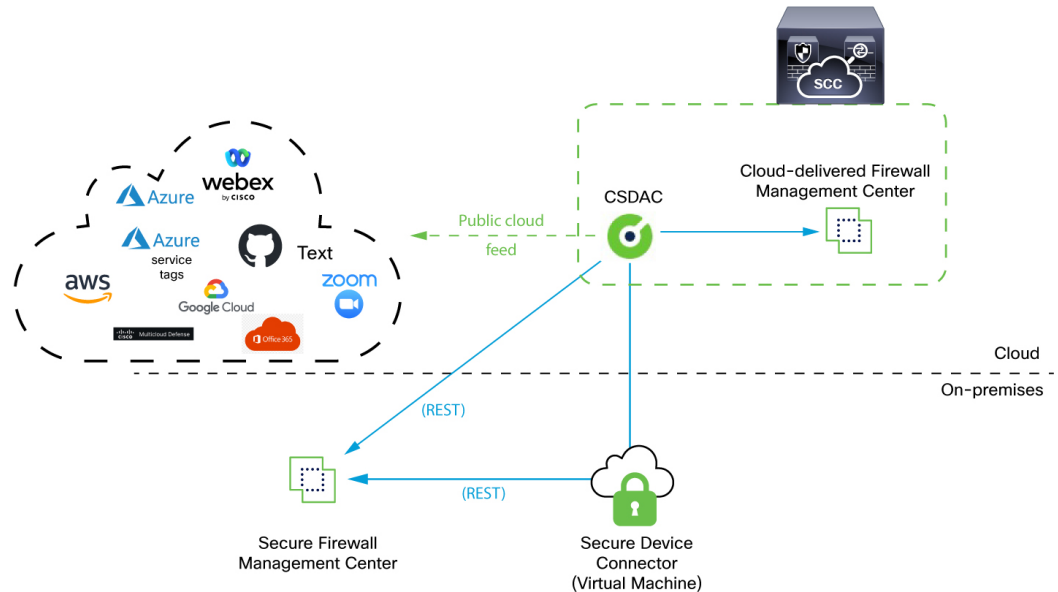 SCC
Cloud-delivered Firewall
Management Center
CSDAC
Public cloud
feed
webex
by CISCO
Azure
Azure
service
tags
Text
aws
Google Cloud
zoom
cisco Multicloud Defense
Office 365
Cloud
On-premises
(REST)
(REST)
Secure Firewall
Management Center
Secure Device
Connector
(Virtual Machine)